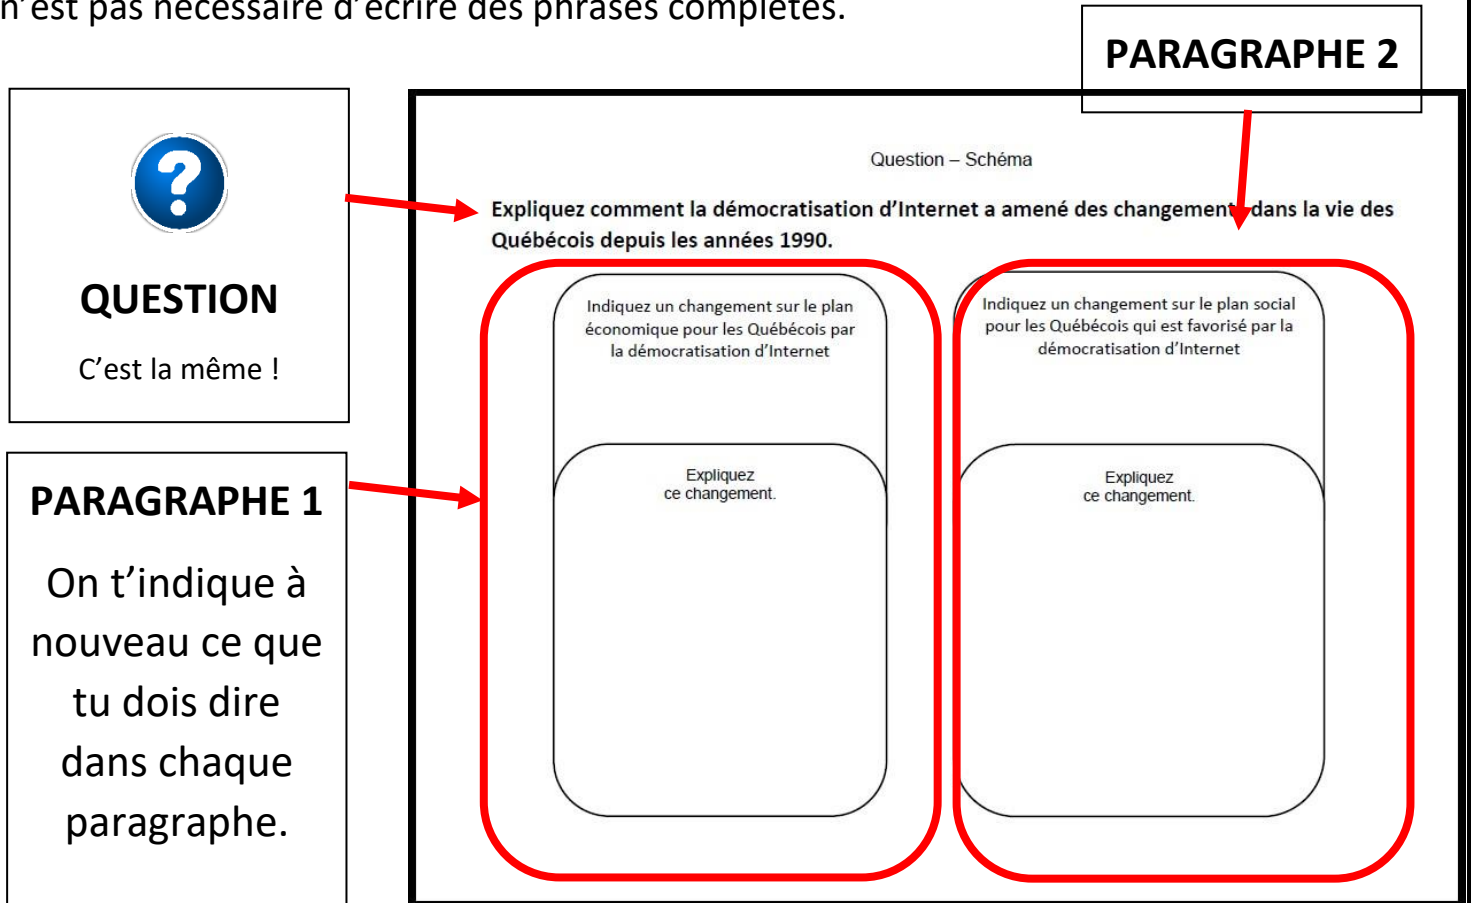 n'est pas nécessaire d'écrire des phrases complètes.
PARAGRAPHE 2
?
QUESTION
C'est la même !
PARAGRAPHE 1
On t'indique à
nouveau ce que
tu dois dire
dans chaque
paragraphe.
Question – Schéma
Expliquez comment la démocratisation d'Internet a amené des changements dans la vie des
Québécois depuis les années 1990.
Indiquez un changement sur le plan
économique pour les Québécois par
la démocratisation d'Internet
Expliquez
ce changement.
Indiquez un changement sur le plan social
pour les Québécois qui est favorisé par la
démocratisation d'Internet
Expliquez
ce changement.